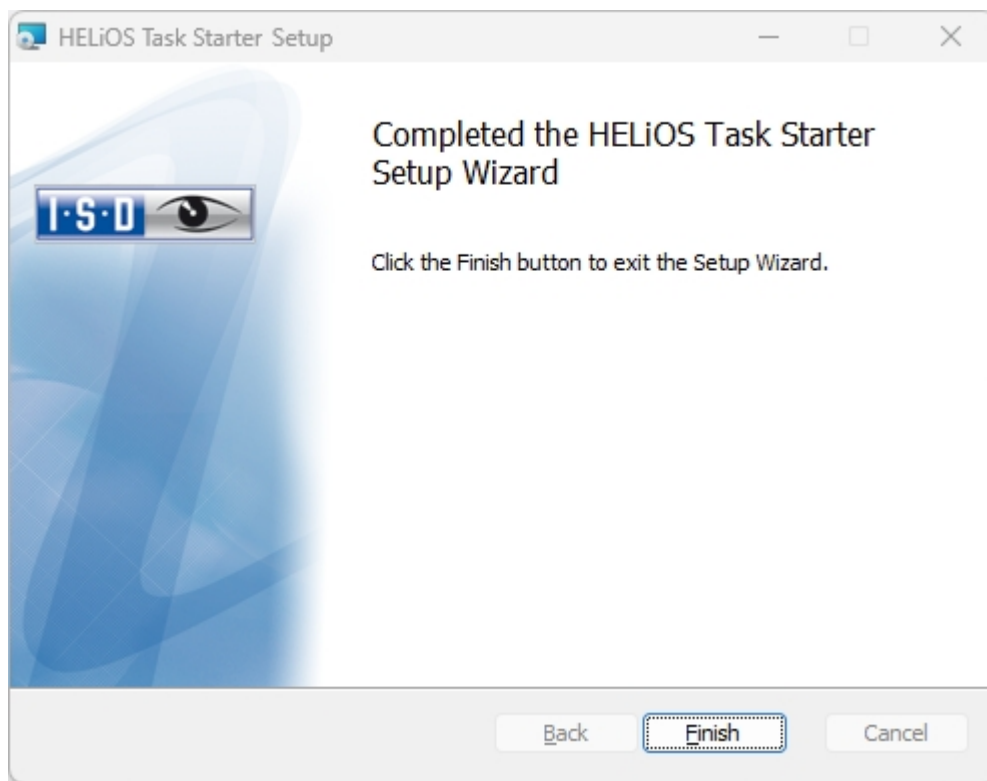 HELiOS Task Starter Setup
Completed the HELiOS Task Starter
Setup Wizard
I·S·D
Click the Finish button to exit the Setup Wizard.
Back
Finish
Cancel